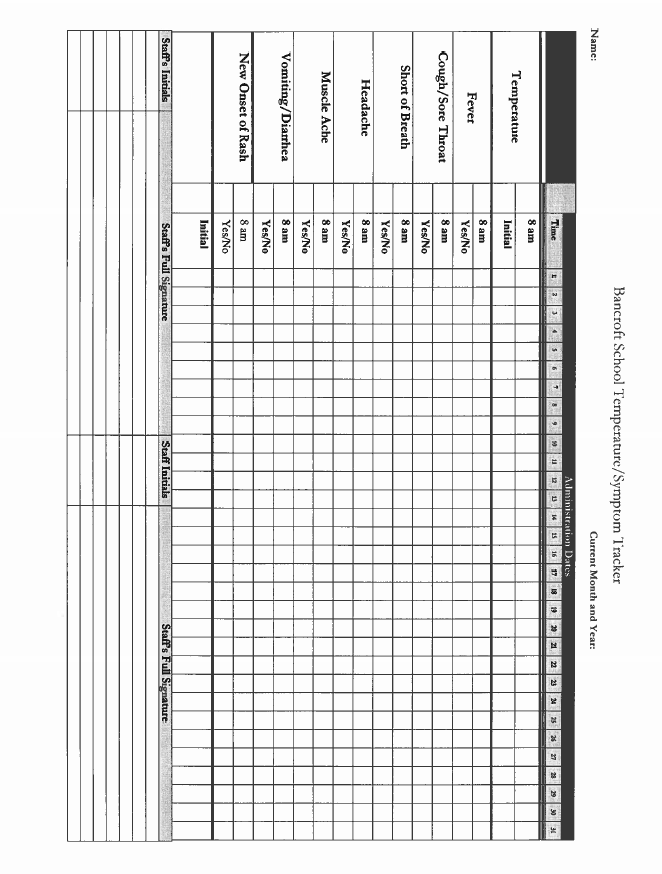 Bancroft School Temperature/Symptom Tracker
Name: Current Month and Year:
Administration Dates
Time 1 2 3 4 5 6 7 8 9 10 11 12 13 14 15 16 17 18 19 20 21 22 23 24 25 26 27 28 29 30 31
Temperature 8 am
Initial
Fever 8 am
Yes/No
Cough/Sore Throat 8 am
Yes/No
Short of Breath 8 am
Yes/No
Headache 8 am
Yes/No
Muscle Ache 8 am
Yes/No
Vomiting/Diarrhea 8 am
Yes/No
New Onset of Rash 8 am
Yes/No
Initial
Staff's Initials Staff's Full Signature Staff Initials Staff's Full Signature